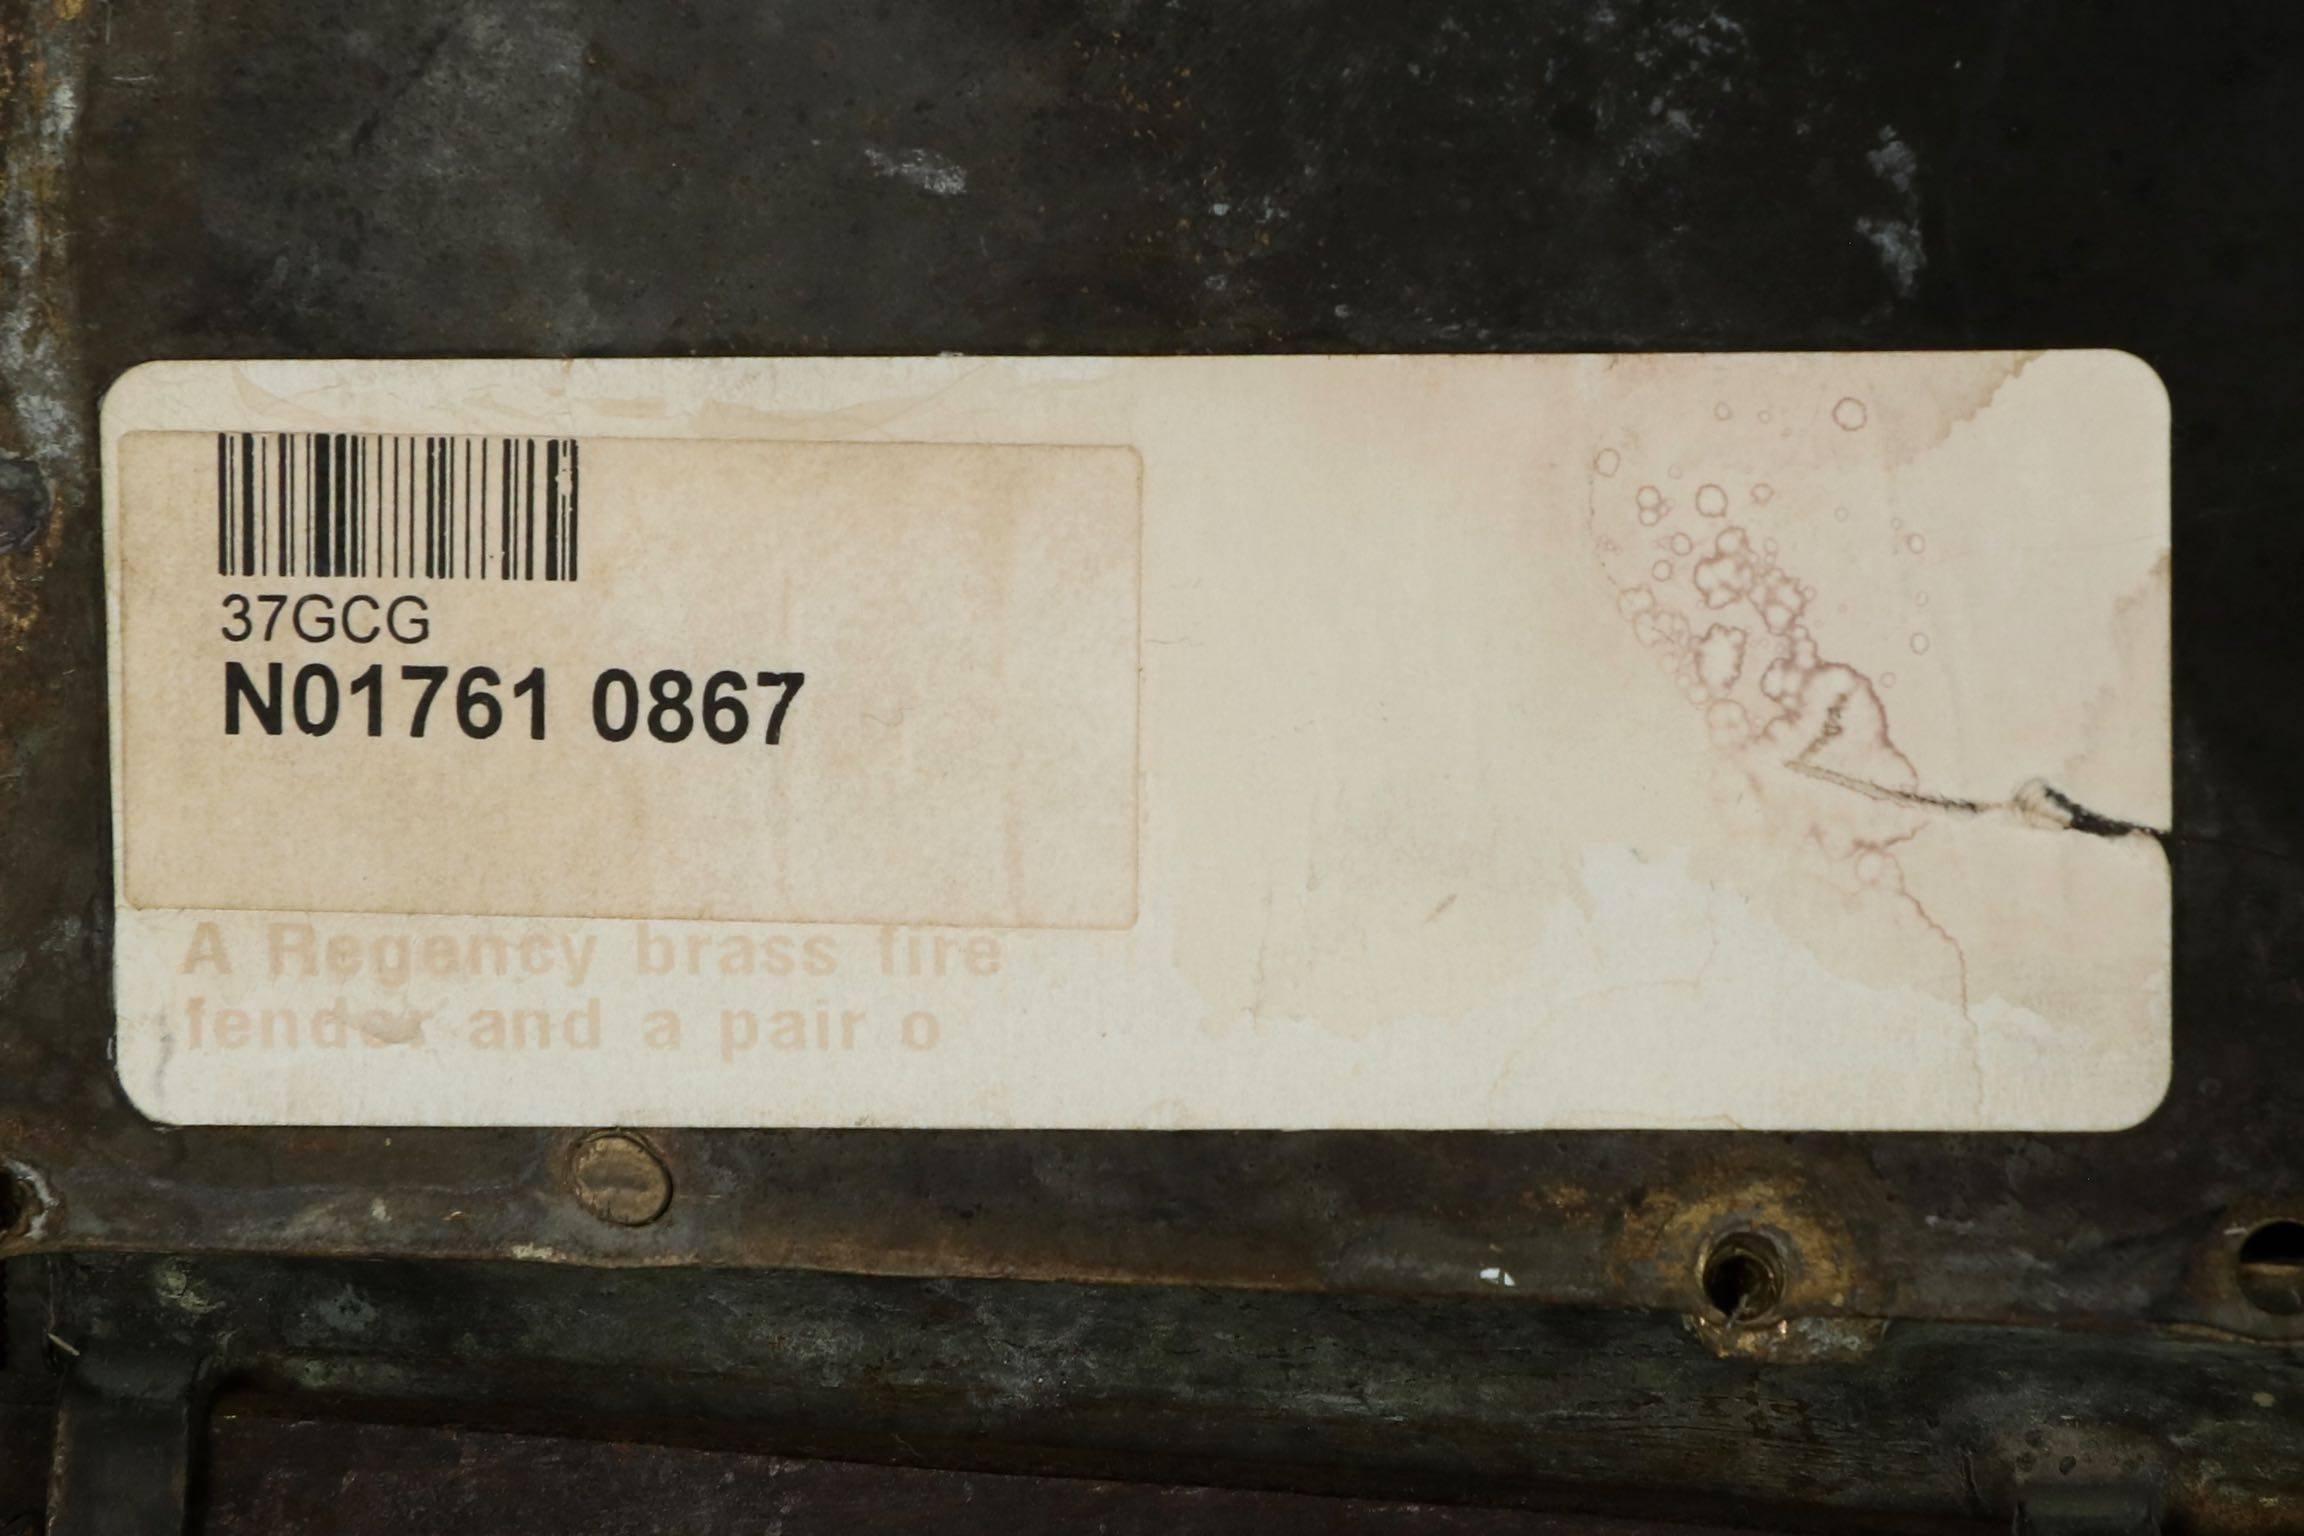 37GCG
N01761 0867
A Regency brass fire
fender and a pair o